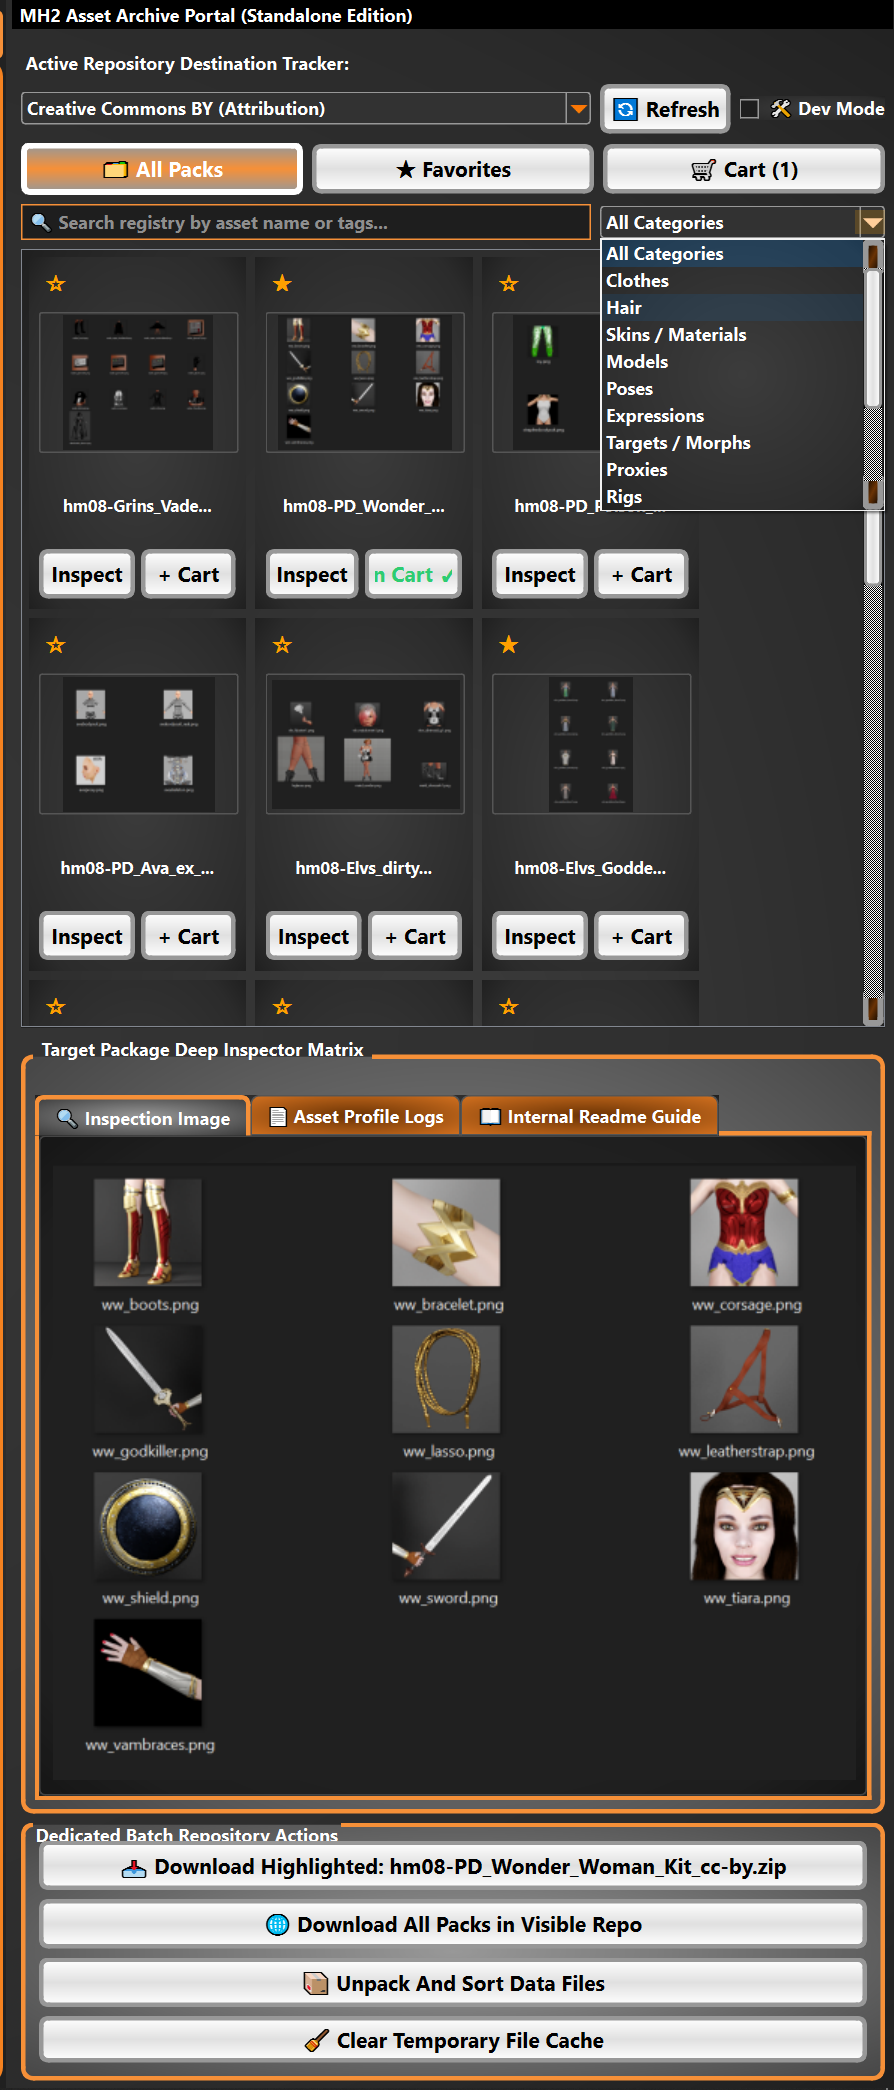 MH2 Asset Archive Portal (Standalone Edition)
Active Repository Destination Tracker:
Creative Commons BY (Attribution)
Refresh
Dev Mode
All Packs
★ Favorites
Cart (1)
Search registry by asset name or tags...
All Categories
All Categories
Clothes
Hair
Skins / Materials
Models
Poses
Expressions
Targets / Morphs
Proxies
Rigs
hm08-Grins_Vade...
hm08-PD_Wonder_...
Inspect
+ Cart
Inspect
n Cart ✓
Inspect
+ Cart
hm08-PD_Ava_ex_...
hm08-Elvs_dirty...
hm08-Elvs_Godde...
Inspect
+ Cart
Inspect
+ Cart
Inspect
+ Cart
Target Package Deep Inspector Matrix
Inspection Image
Asset Profile Logs
Internal Readme Guide
ww_boots.png
ww_bracelet.png
ww_corsage.png
ww_godkiller.png
ww_lasso.png
ww_leatherstrap.png
ww_shield.png
ww_sword.png
ww_tiara.png
ww_vambraces.png
Dedicated Batch Repository Actions
Download Highlighted: hm08-PD_Wonder_Woman_Kit_cc-by.zip
Download All Packs in Visible Repo
Unpack And Sort Data Files
Clear Temporary File Cache